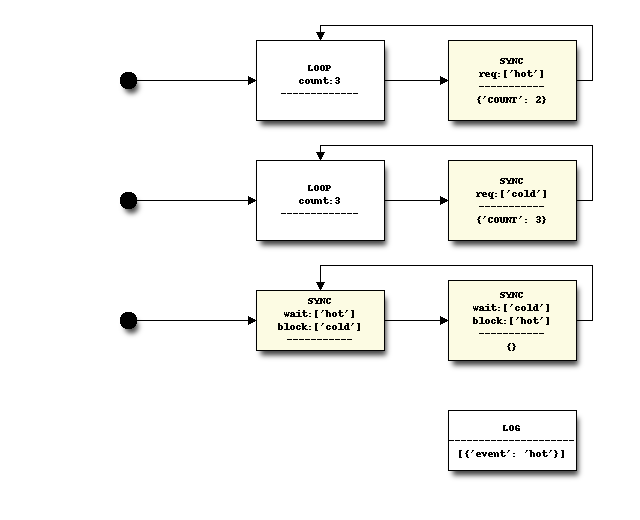 LOOP
count:3
-------------
SYNC
req:['hot']
-----------
{'COUNT': 2}
LOOP
count:3
-------------
SYNC
req:['cold']
-----------
{'COUNT': 3}
SYNC
wait:['hot']
block:['cold']
-----------
SYNC
wait:['cold']
block:['hot']
-----------
{}
LOG
---------------------
[{'event': 'hot'}]